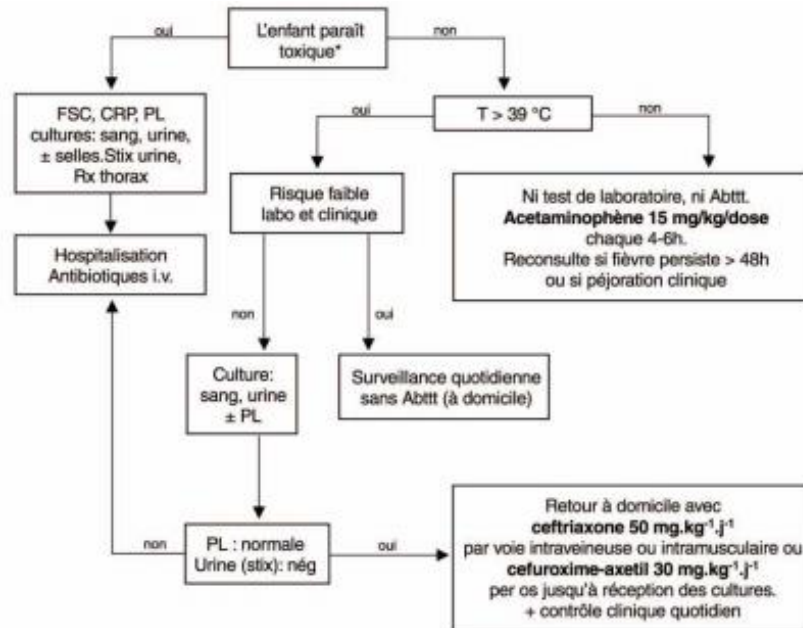 oui
L'enfant paraît
toxique*
non
FSC, CRP, PL
cultures: sang, urine,
± selles.Stix urine,
Rx thorax
oui
T > 39 °C
non
Risque faible
labo et clinique
Ni test de laboratoire, ni Abttt.
Acetaminophène 15 mg/kg/dose
chaque 4-6h.
Reconsulte si fièvre persiste > 48h
ou si péjoration clinique
Hospitalisation
Antibiotiques i.v.
non
oui
Culture:
sang, urine
± PL
Surveillance quotidienne
sans Abttt (à domicile)
non
PL : normale
Urine (stix): nég
oui
Retour à domicile avec
ceftriaxone 50 mg.kg⁻¹.j⁻¹
par voie intraveineuse ou intramusculaire ou
cefuroxime-axetil 30 mg.kg⁻¹.j⁻¹
per os jusqu'à réception des cultures.
+ contrôle clinique quotidien